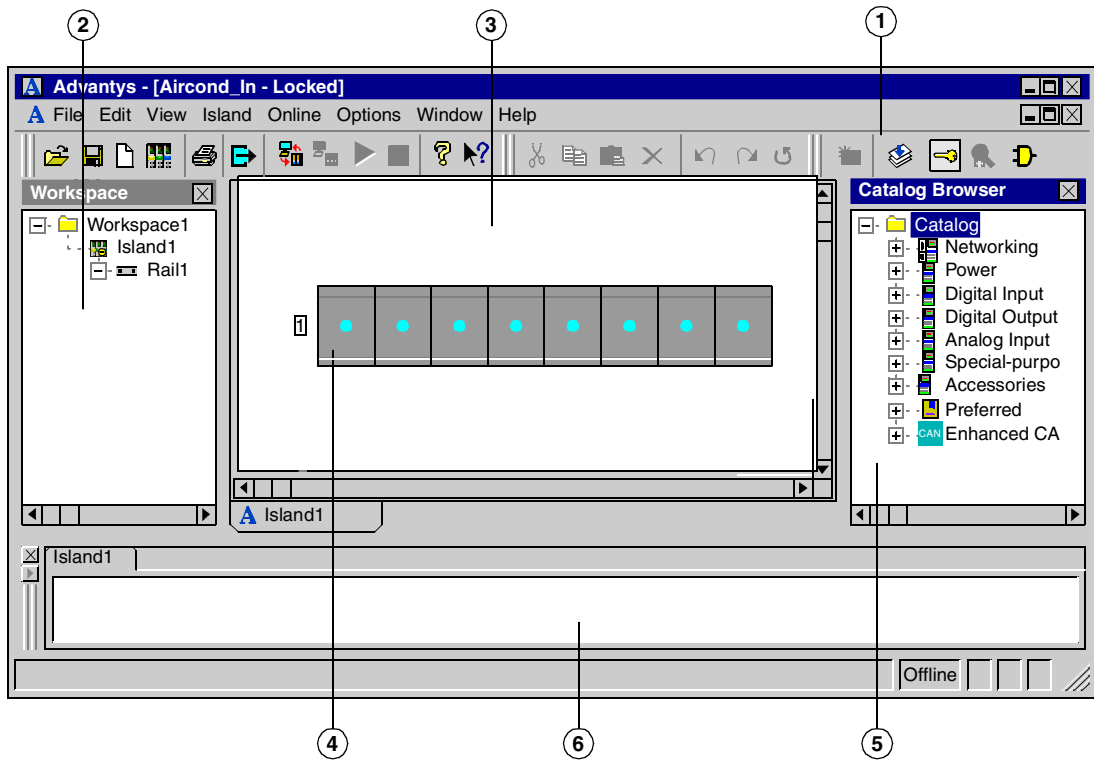 2
3
1
Advantys - [Aircond_In - Locked]
File Edit View Island Online Options Window Help
Workspace
Catalog Browser
Workspace1
Island1
Rail1
1
Catalog
Networking
Power
Digital Input
Digital Output
Analog Input
Special-purpo
Accessories
Preferred
CAN Enhanced CA
Island1
Island1
Offline
4
6
5